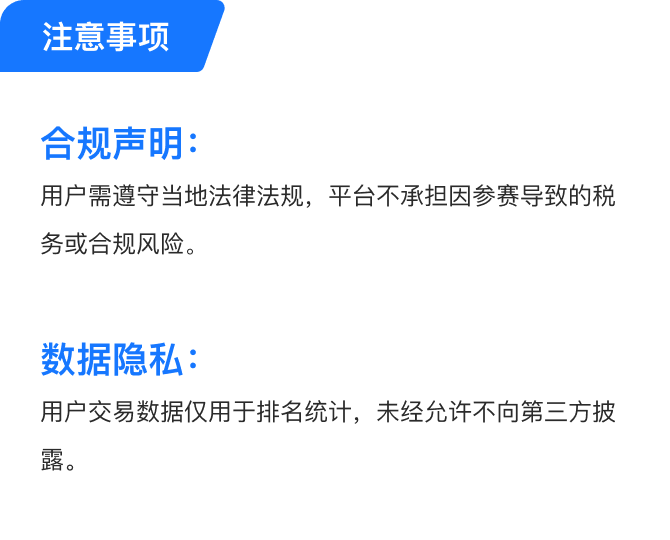 注意事项
合规声明：
用户需遵守当地法律法规，平台不承担因参赛导致的税
务或合规风险。
数据隐私：
用户交易数据仅用于排名统计，未经允许不向第三方披
露。